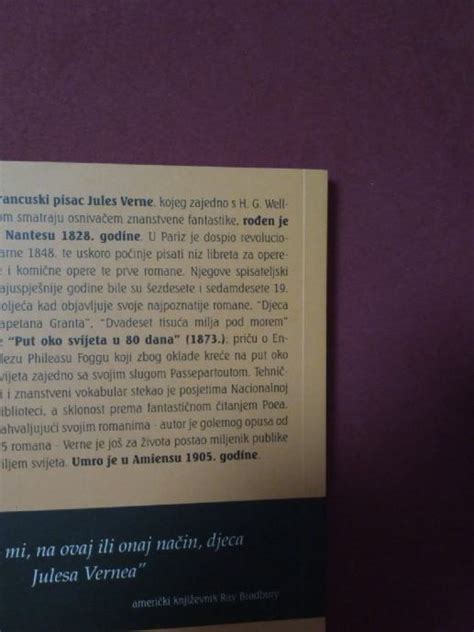 rancuski pisac Jules Verne, kojeg zajedno s H. G. Well-
om smatraju osnivačem znanstvene fantastike, rođen je
Nantesu 1828. godine. U Pariz je dospio revolucio-
arne 1848. te uskoro počinje pisati niz libreta za opere-
e i komične opere te prve romane. Njegove spisateljski
ajuspješnije godine bile su šezdesete i sedamdesete 19.
oljeća kad objavljuje svoje najpoznatije romane, "Djeca
apetana Granta", "Dvadeset tisuća milja pod morem"
e "Put oko svijeta u 80 dana" (1873.), priču o En-
lezu Phileasu Foggu koji zbog oklade kreće na put oko
vijeta zajedno sa svojim slugom Passepartoutom. Tehnič-
i i znanstveni vokabular stekao je posjetima Nacionalnoj
iblioteci, a sklonost prema fantastičnom čitanjem Poea.
ahvaljujući svojim romanima - autor je golemog opusa od
5 romana - Verne je još za života postao miljenik publike
iljem svijeta. Umro je u Amiensu 1905. godine.
mi, na ovaj ili onaj način, djeca
Julesa Vernea"
američki književnik Ray Bradbury